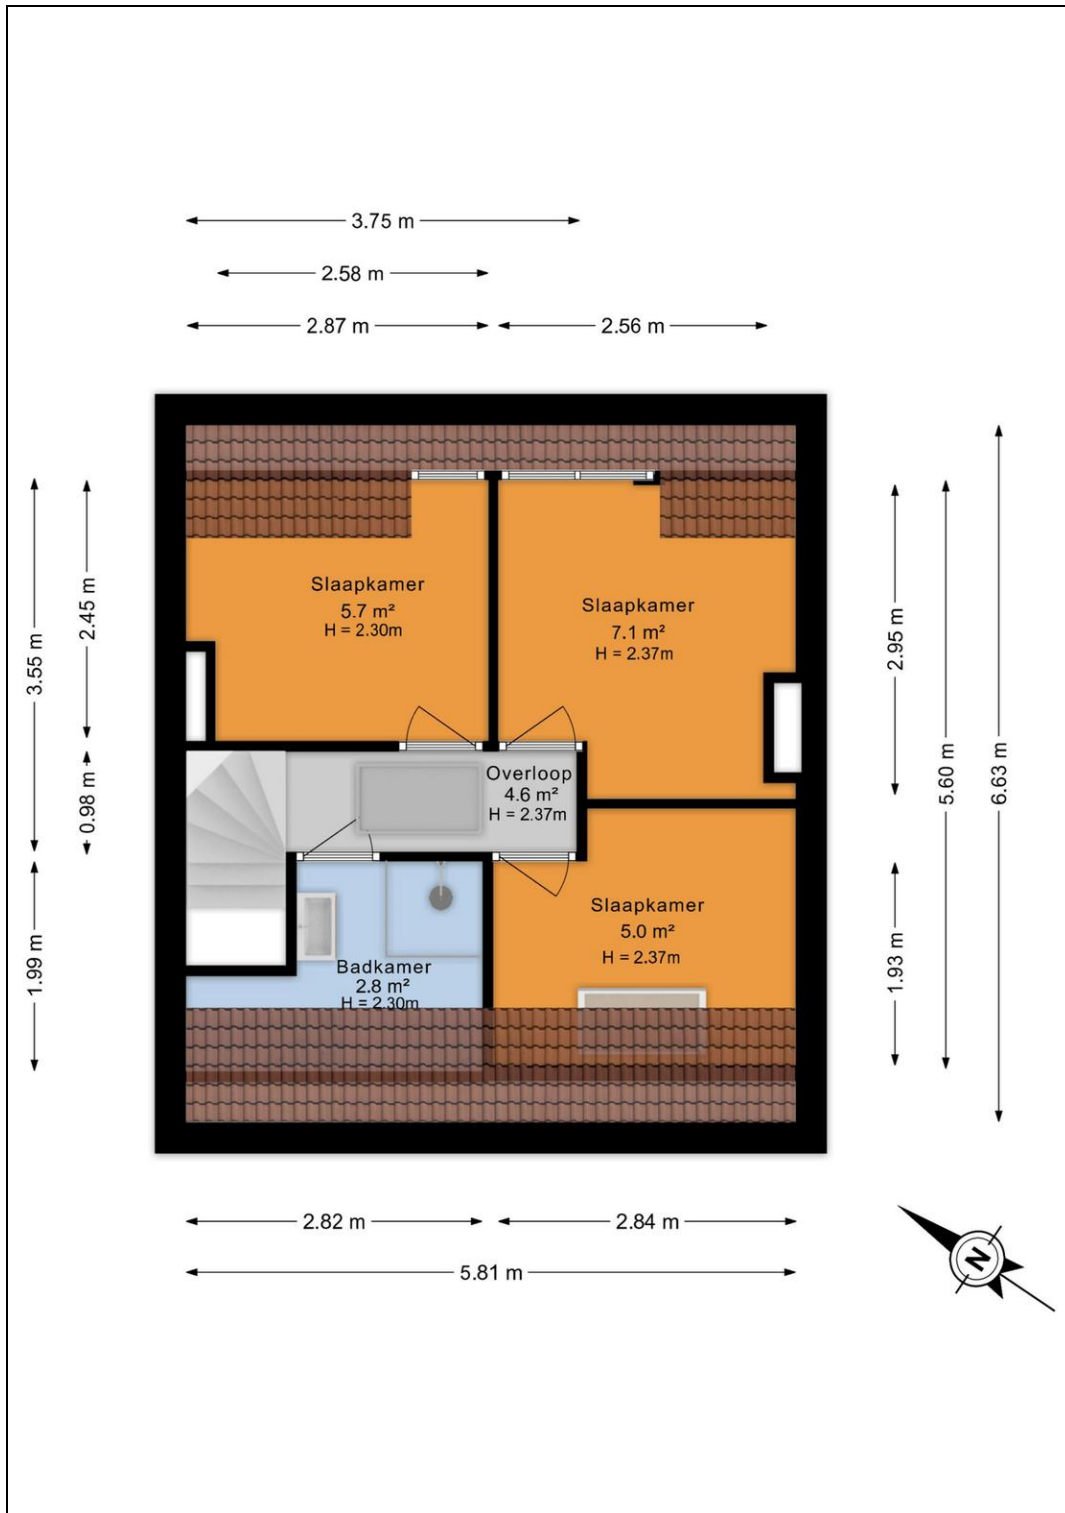 3.75 m
2.58 m
2.87 m
2.56 m
3.55 m
2.45 m
0.98 m
1.99 m
Slaapkamer
5.7 m²
H = 2.30m
Slaapkamer
7.1 m²
H = 2.37m
Overloop
4.6 m²
H = 2.37m
Slaapkamer
5.0 m²
H = 2.37m
Badkamer
2.8 m²
H = 2.30m
2.95 m
5.60 m
6.63 m
1.93 m
2.82 m
2.84 m
5.81 m
N